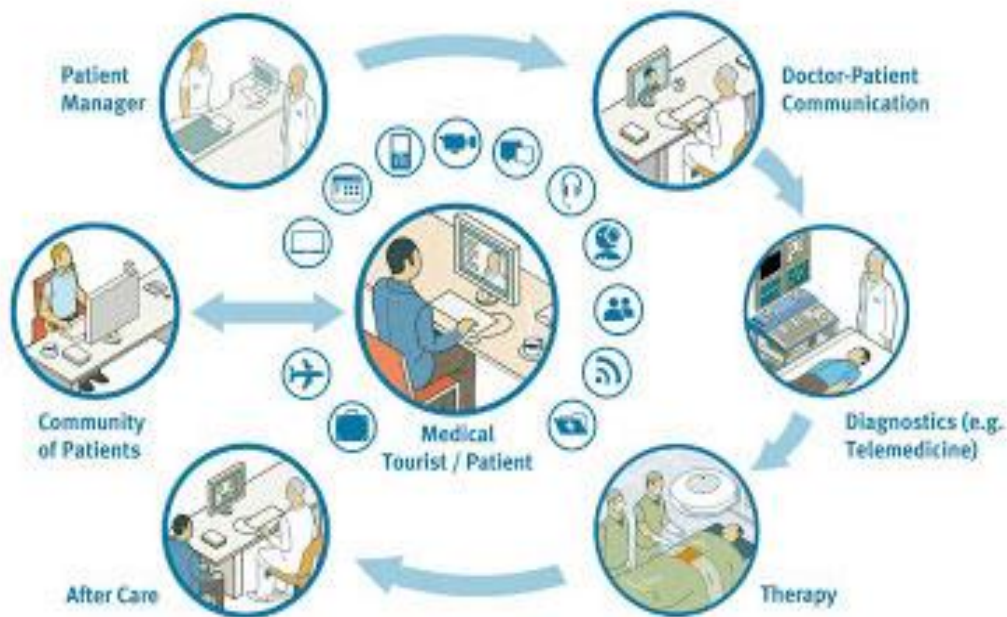 Patient
Manager
Doctor-Patient
Communication
Community
of Patients
Medical
Tourist / Patient
Diagnostics (e.g.
Telemedicine)
After Care
Therapy